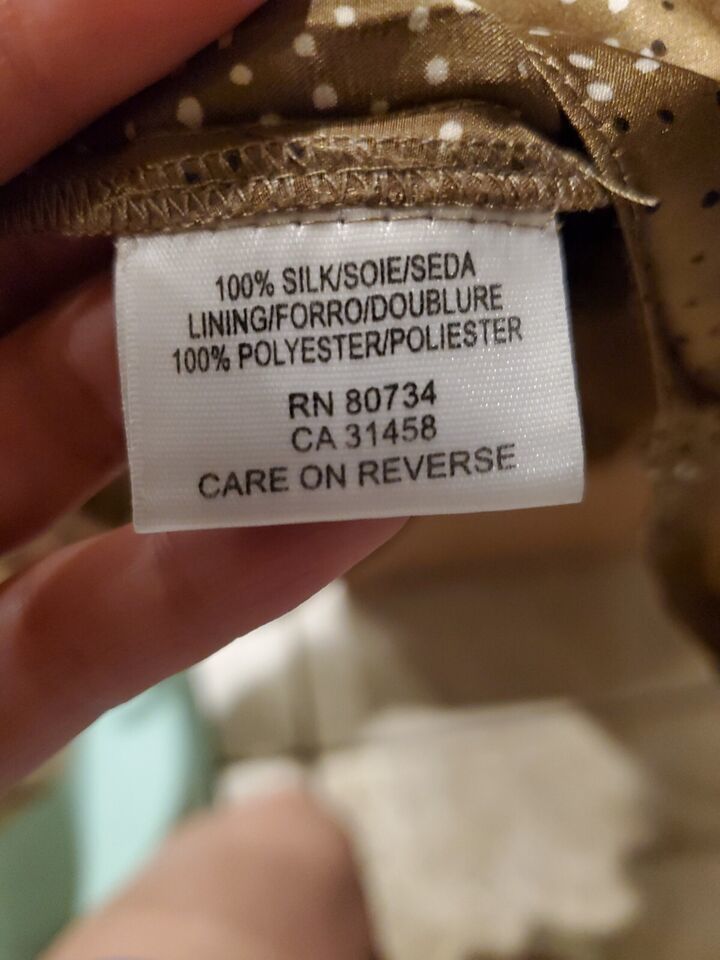 100% SILK/SOIE/SEDA
LINING/FORRO/DOUBLURE
100% POLYESTER/POLIESTER
RN 80734
CA 31458
CARE ON REVERSE